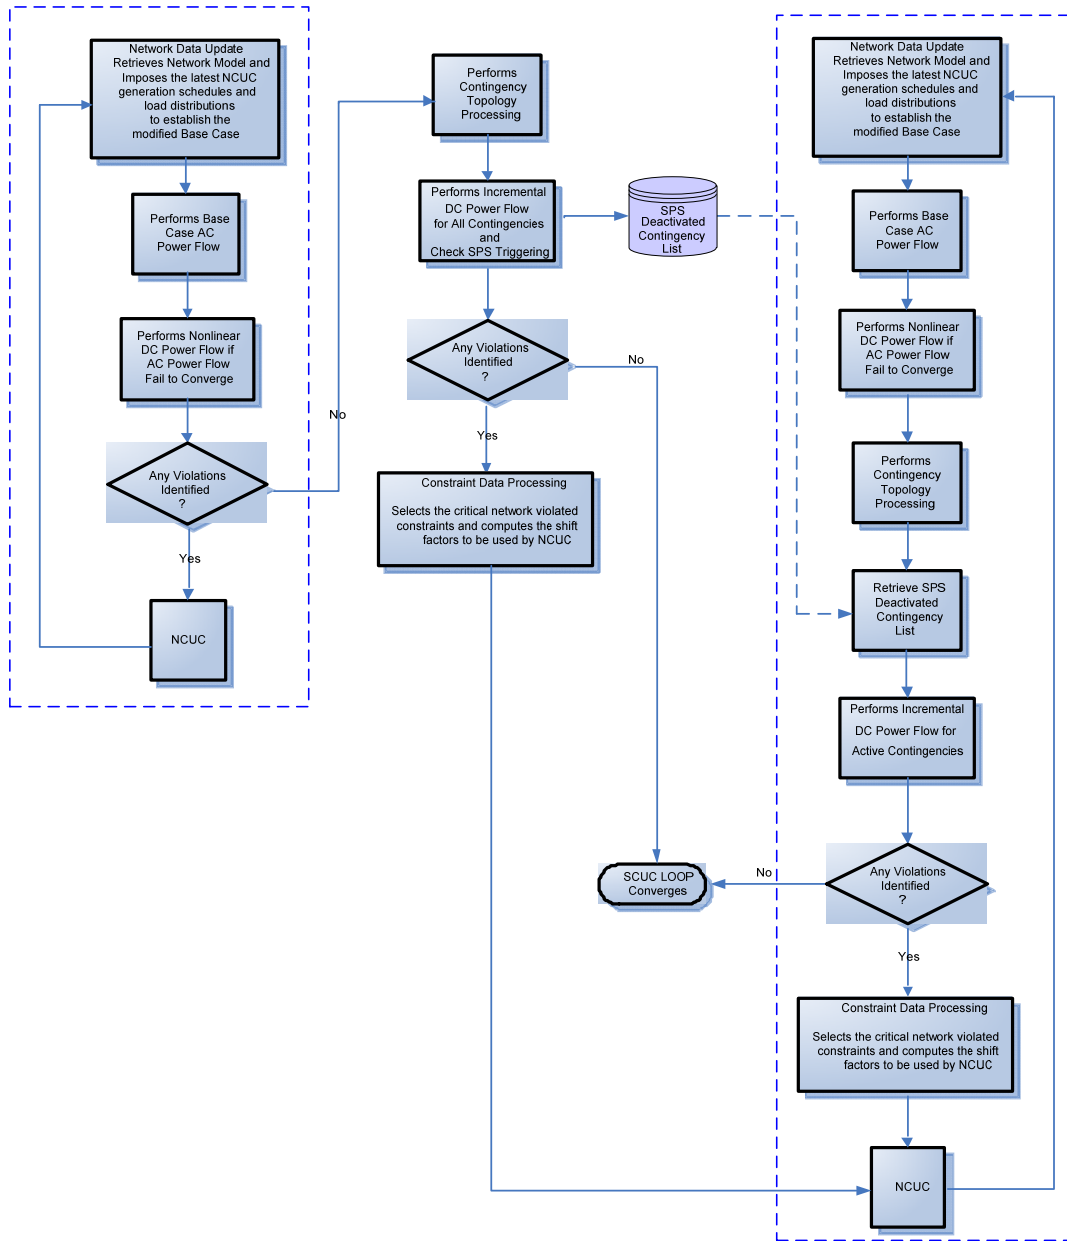 Network Data Update
Retrieves Network Model and
Imposes the latest NCUC
generation schedules and
load distributions
to establish the
modified Base Case
Performs Base
Case AC
Power Flow
Performs Nonlinear
DC Power Flow if
AC Power Flow
Fail to Converge
Any Violations
Identified
?
No
Yes
NCUC
Performs
Contingency
Topology
Processing
Performs Incremental
DC Power Flow
for All Contingencies
and
Check SPS Triggering
SPS
Deactivated
Contingency
List
Any Violations
Identified
?
No
Yes
Constraint Data Processing
Selects the critical network violated
constraints and computes the shift
factors to be used by NCUC
SCUC LOOP
Converges
Network Data Update
Retrieves Network Model and
Imposes the latest NCUC
generation schedules and
load distributions
to establish the
modified Base Case
Performs Base
Case AC
Power Flow
Performs Nonlinear
DC Power Flow if
AC Power Flow
Fail to Converge
Performs
Contingency
Topology
Processing
Retrieve SPS
Deactivated
Contingency
List
Performs Incremental
DC Power Flow for
Active Contingencies
Any Violations
Identified
?
No
Yes
Constraint Data Processing
Selects the critical network violated
constraints and computes the shift
factors to be used by NCUC
NCUC